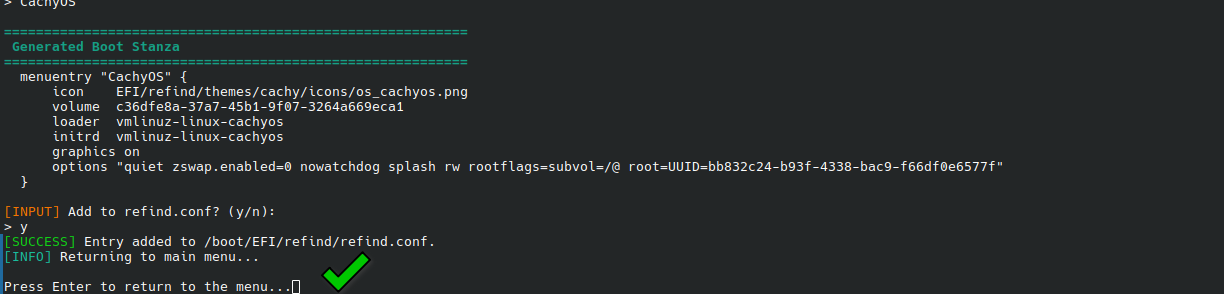 > CachyOS
==========================================================
Generated Boot Stanza
==========================================================
menuentry "CachyOS" {
icon EFI/refind/themes/cachy/icons/os_cachyos.png
volume c36dfe8a-37a7-45b1-9f07-3264a669eca1
loader vmlinuz-linux-cachyos
initrd vmlinuz-linux-cachyos
graphics on
options "quiet zswap.enabled=0 nowatchdog splash rw rootflags=subvol=/@ root=UUID=bb832c24-b93f-4338-bac9-f66df0e6577f"
}
[INPUT] Add to refind.conf? (y/n):
> y
[SUCCESS] Entry added to /boot/EFI/refind/refind.conf.
[INFO] Returning to main menu...
Press Enter to return to the menu...